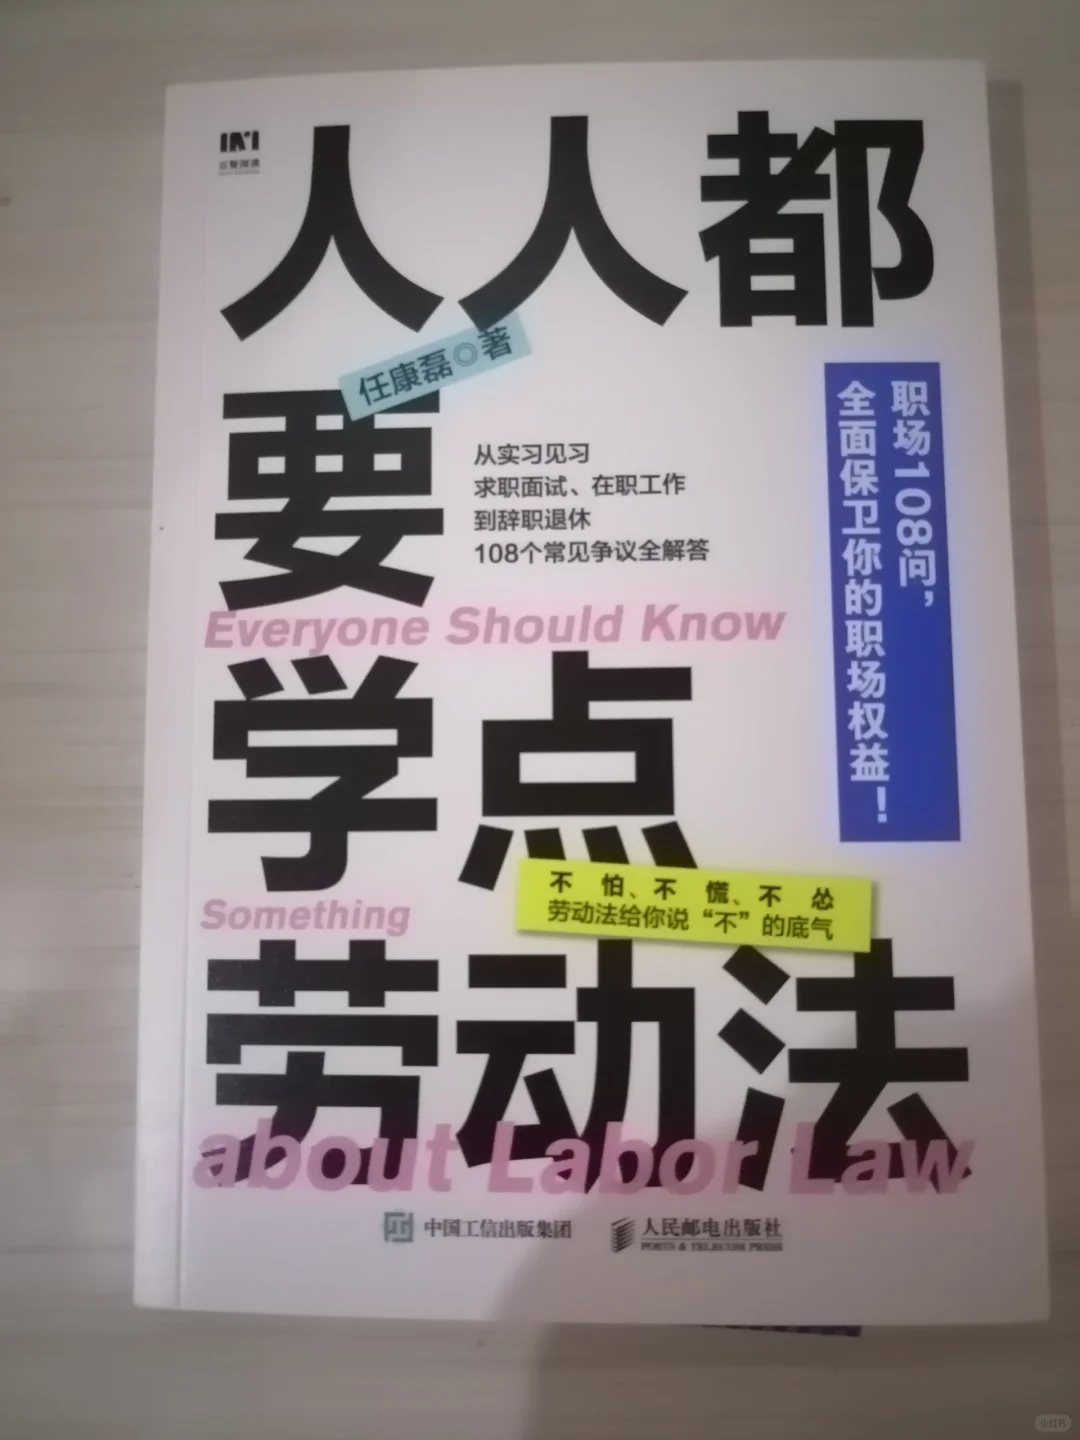 人人都
任康磊◎著
要
从实习见习
求职面试、在职工作
到辞职退休
108个常见争议全解答
职场108问，
全面保卫你的职场权益！
Everyone Should Know
学点
不怕、不慌、不怂
劳动法给你说“不”的底气
Something
劳动法
about Labor Law
中国工信出版集团
人民邮电出版社
POSTS & TELECOM PRESS